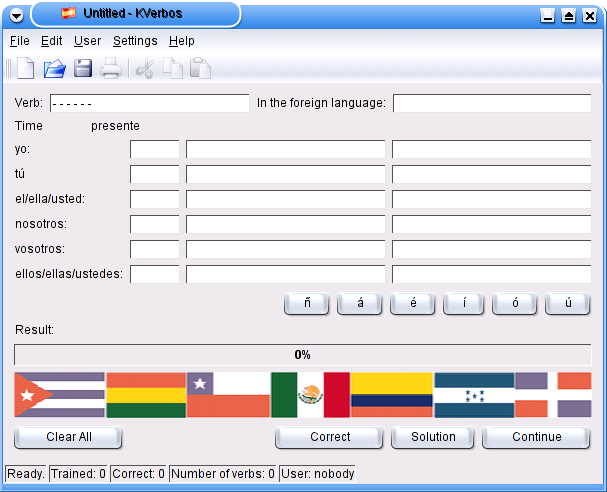 Untitled - KVerbos
File Edit User Settings Help
Verb: ------ In the foreign language:
Time presente
yo:
tú
el/ella/usted:
nosotros:
vosotros:
ellos/ellas/ustedes:
ñ á é í ó ú
Result:
0%
Clear All Correct Solution Continue
Ready. Trained: 0 Correct: 0 Number of verbs: 0 User: nobody